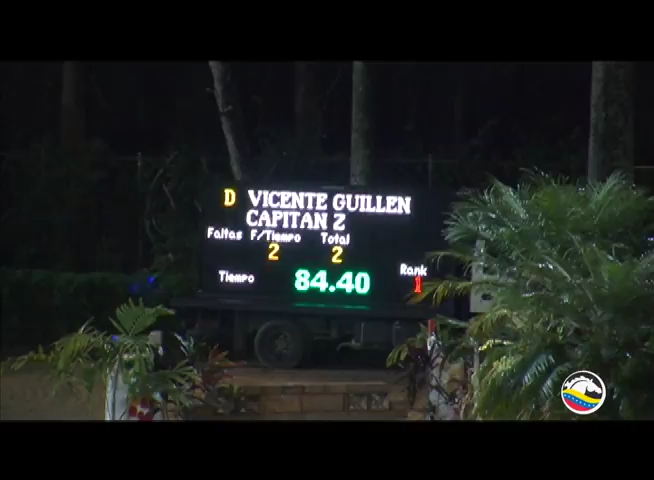 D VICENTE GUILLEN
CAPITAN Z
Faltas F/Tiempo Total
2 2
Tiempo 84.40 Rank
1